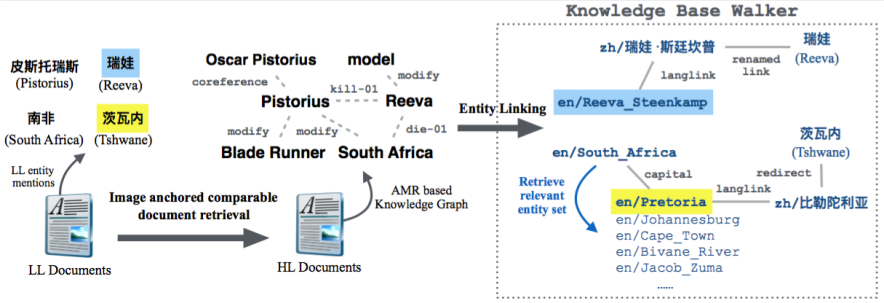 Knowledge Base Walker
皮斯托瑞斯
(Pistorius)
瑞娃
(Reeva)
南非
(South Africa)
茨瓦内
(Tshwane)
LL entity
mentions
LL Documents
Image anchored comparable
document retrieval
Oscar Pistorius
model
coreference
kill-01
modify
Pistorius
Reeva
modify
modify
die-01
Blade Runner
South Africa
AMR based
Knowledge Graph
HL Documents
Entity Linking
zh/瑞娃·斯廷坎普
瑞娃
(Reeva)
langlink
renamed
link
en/Reeva_Steenkamp
en/South_Africa
茨瓦内
(Tshwane)
capital
redirect
langlink
Retrieve
relevant
entity set
en/Pretoria
zh/比勒陀利亚
en/Johannesburg
en/Cape_Town
en/Bivane_River
en/Jacob_Zuma
......